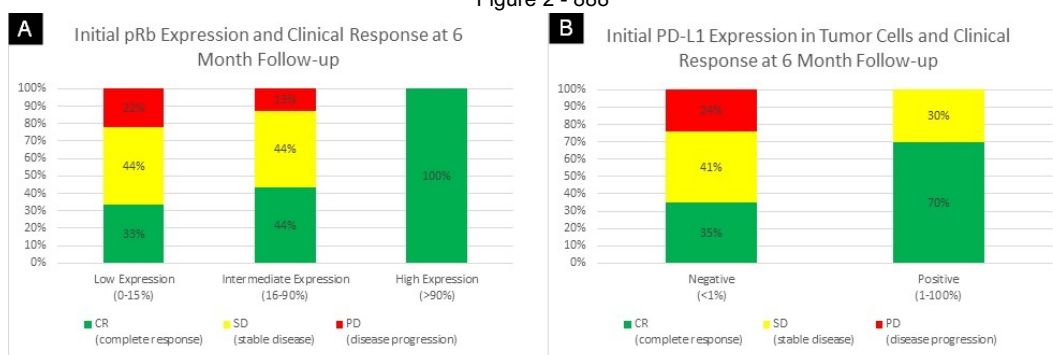 Figure 2 - 888
A
Initial pRb Expression and Clinical Response at 6
Month Follow-up
100%
90%
80%
70%
60%
50%
40%
30%
20%
10%
0%
22%
44%
33%
13%
44%
44%
100%
Low Expression
(0-15%)
Intermediate Expression
(16-90%)
High Expression
(>90%)
CR
(complete response)
SD
(stable disease)
PD
(disease progression)
B
Initial PD-L1 Expression in Tumor Cells and Clinical
Response at 6 Month Follow-up
100%
90%
80%
70%
60%
50%
40%
30%
20%
10%
0%
24%
41%
35%
30%
70%
Negative
(<1%)
Positive
(1-100%)
CR
(complete response)
SD
(stable disease)
PD
(disease progression)